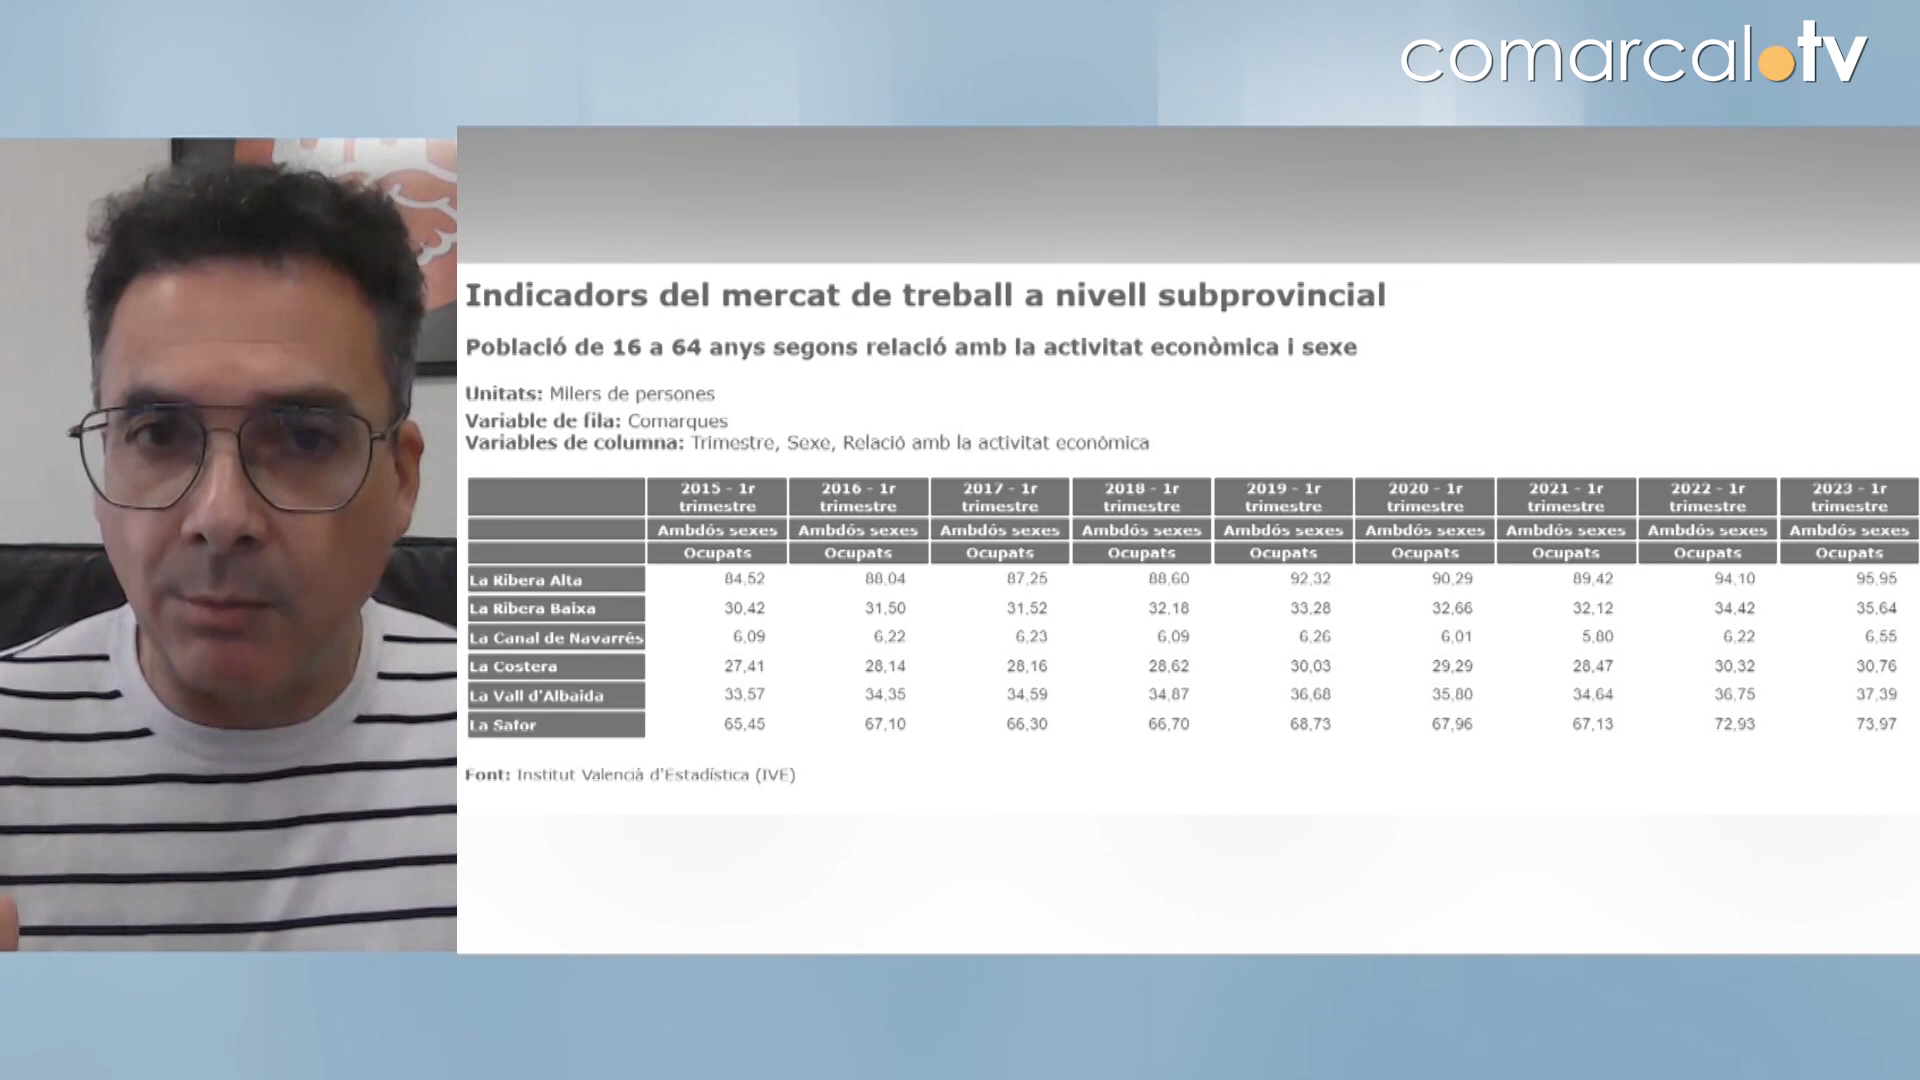 comarcal.tv
Indicadors del mercat de treball a nivell subprovincial
Població de 16 a 64 anys segons relació amb la activitat econòmica i sexe
Unitats: Milers de persones
Variable de fila: Comarques
Variables de columna: Trimestre, Sexe, Relació amb la activitat econòmica
2015 - 1r trimestre 2016 - 1r trimestre 2017 - 1r trimestre 2018 - 1r trimestre 2019 - 1r trimestre 2020 - 1r trimestre 2021 - 1r trimestre 2022 - 1r trimestre 2023 - 1r trimestre
Ambdós sexes Ambdós sexes Ambdós sexes Ambdós sexes Ambdós sexes Ambdós sexes Ambdós sexes Ambdós sexes Ambdós sexes
Ocupats Ocupats Ocupats Ocupats Ocupats Ocupats Ocupats Ocupats Ocupats
La Ribera Alta 84,52 88,04 87,25 88,60 92,32 90,29 89,42 94,10 95,95
La Ribera Baixa 30,42 31,50 31,52 32,18 33,28 32,66 32,12 34,42 35,64
La Canal de Navarrés 6,09 6,22 6,23 6,09 6,26 6,01 5,80 6,22 6,55
La Costera 27,41 28,14 28,16 28,62 30,03 29,29 28,47 30,32 30,76
La Vall d'Albaida 33,57 34,35 34,59 34,87 36,68 35,80 34,64 36,75 37,39
La Safor 65,45 67,10 66,30 66,70 68,73 67,96 67,13 72,93 73,97
Font: Institut Valencià d'Estadística (IVE)